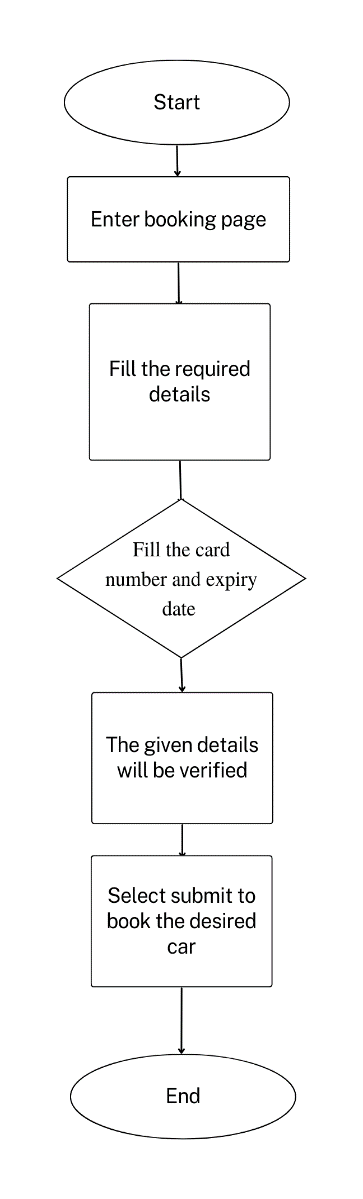 Start
Enter booking page
Fill the required
details
Fill the card
number and expiry
date
The given details
will be verified
Select submit to
book the desired
car
End